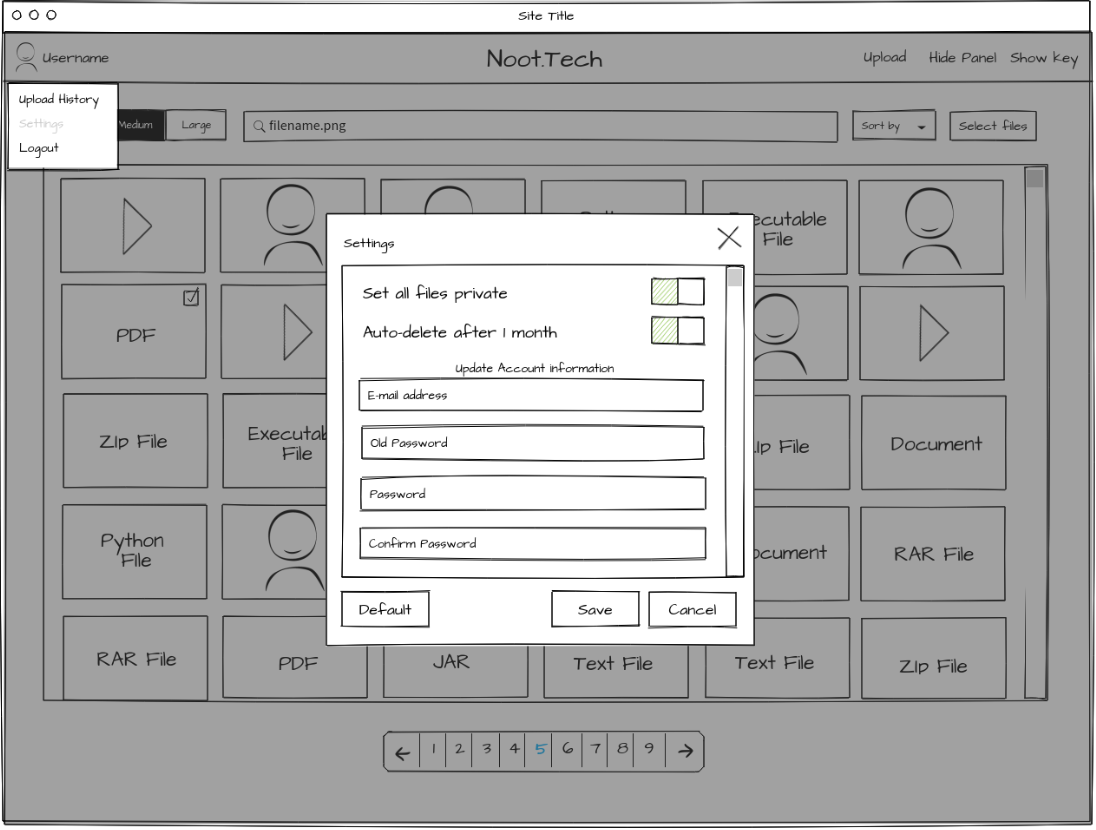 Site Title
Username
Noot.Tech
Upload
Hide Panel
Show key
Upload History
Settings
Logout
Medium
Large
filename.png
Sort by
Select files
Executable
File
PDF
Zip File
Executable
File
Zip File
Document
Python
File
Document
RAR File
RAR File
PDF
JAR
Text File
Text File
Zip File
Settings
Set all files private
Auto-delete after 1 month
Update Account information
E-mail address
Old Password
Password
Confirm Password
Default
Save
Cancel
← 1 2 3 4 5 6 7 8 9 →